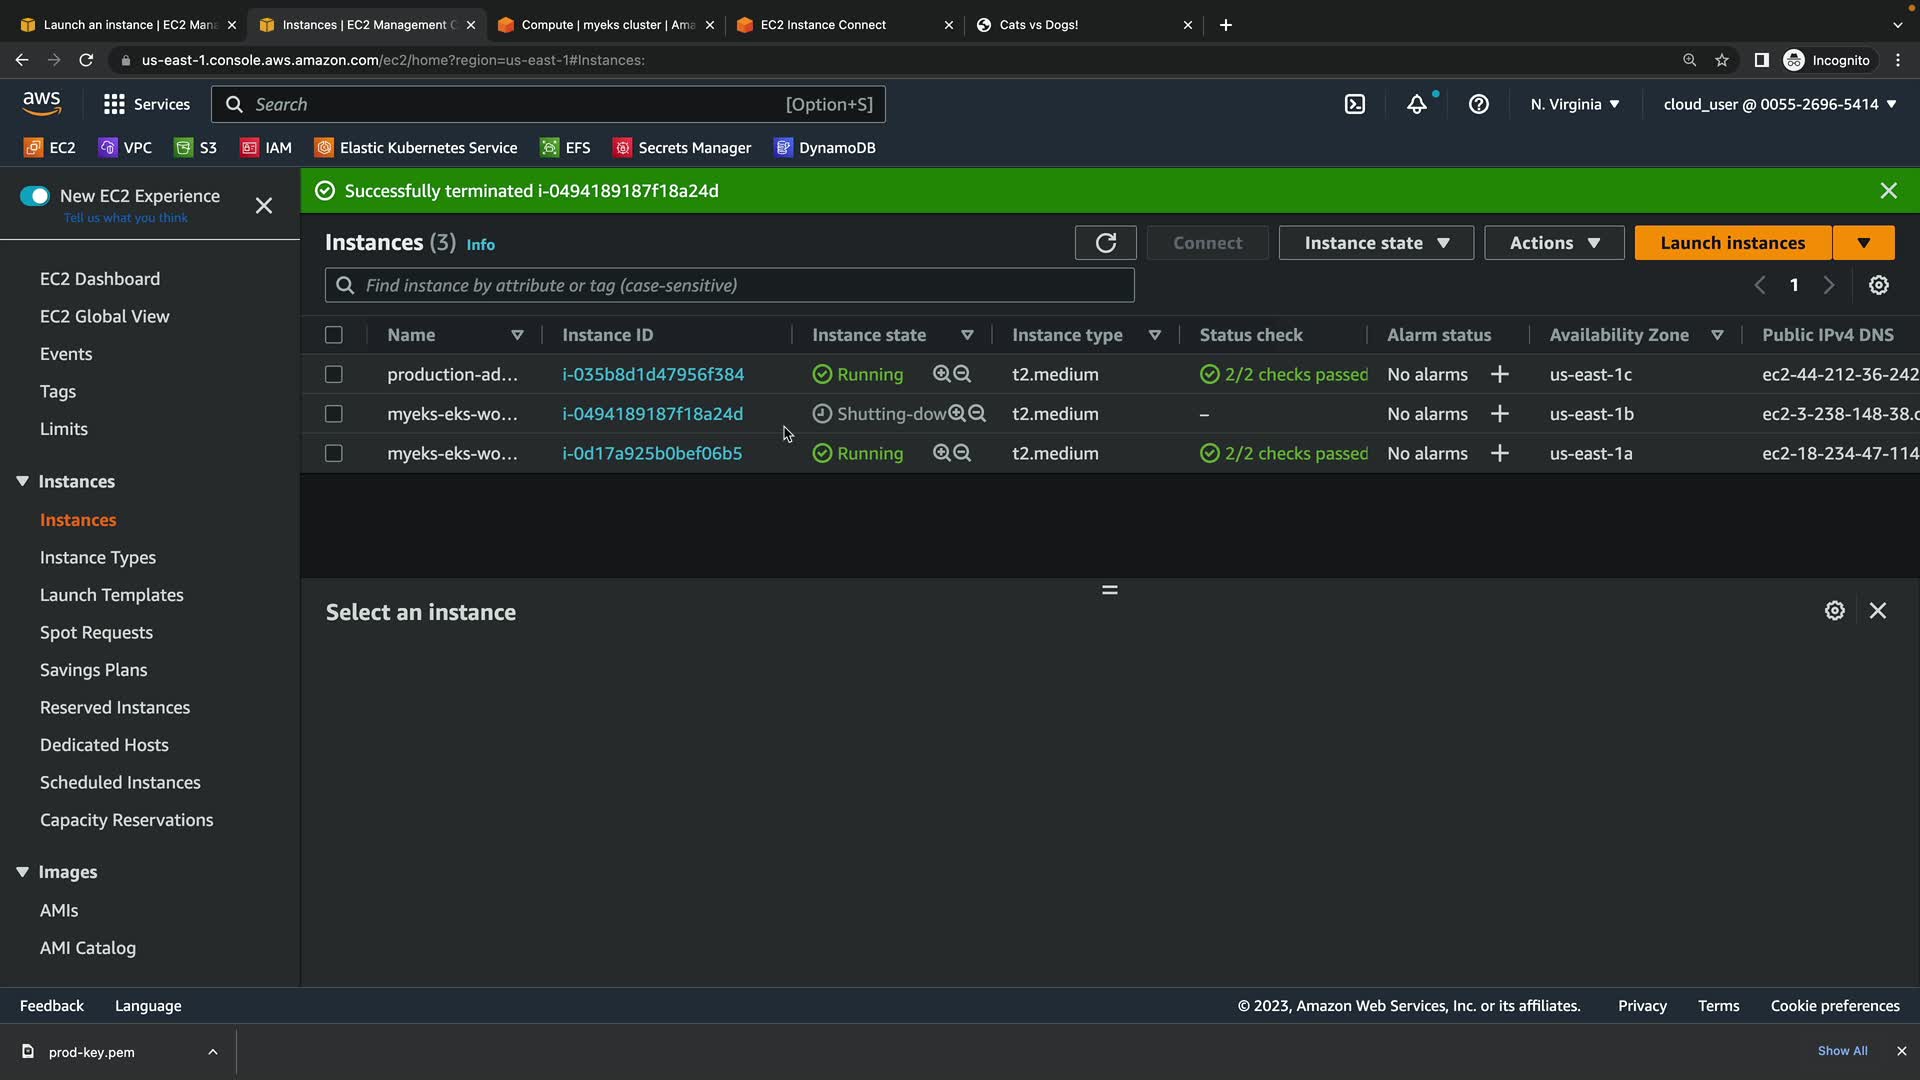 Launch an instance | EC2 Mana
Instances | EC2 Management C
Compute | myeks cluster | Ama
EC2 Instance Connect
Cats vs Dogs!
us-east-1.console.aws.amazon.com/ec2/home?region=us-east-1#Instances:
Incognito
aws
Services
Search
[Option+S]
N. Virginia
cloud_user @ 0055-2696-5414
EC2
VPC
S3
IAM
Elastic Kubernetes Service
EFS
Secrets Manager
DynamoDB
New EC2 Experience
Tell us what you think
EC2 Dashboard
EC2 Global View
Events
Tags
Limits
Instances
Instances
Instance Types
Launch Templates
Spot Requests
Savings Plans
Reserved Instances
Dedicated Hosts
Scheduled Instances
Capacity Reservations
Images
AMIs
AMI Catalog
Successfully terminated i-0494189187f18a24d
Instances (3) Info
Connect
Instance state
Actions
Launch instances
Find instance by attribute or tag (case-sensitive)
1
Name Instance ID Instance state Instance type Status check Alarm status Availability Zone Public IPv4 DNS
production-ad... i-035b8d1d47956f384 Running t2.medium 2/2 checks passed No alarms + us-east-1c ec2-44-212-36-242
myeks-eks-wo... i-0494189187f18a24d Shutting-dow t2.medium – No alarms + us-east-1b ec2-3-238-148-38.c
myeks-eks-wo... i-0d17a925b0bef06b5 Running t2.medium 2/2 checks passed No alarms + us-east-1a ec2-18-234-47-114
Select an instance
Feedback
Language
© 2023, Amazon Web Services, Inc. or its affiliates.
Privacy
Terms
Cookie preferences
prod-key.pem
Show All